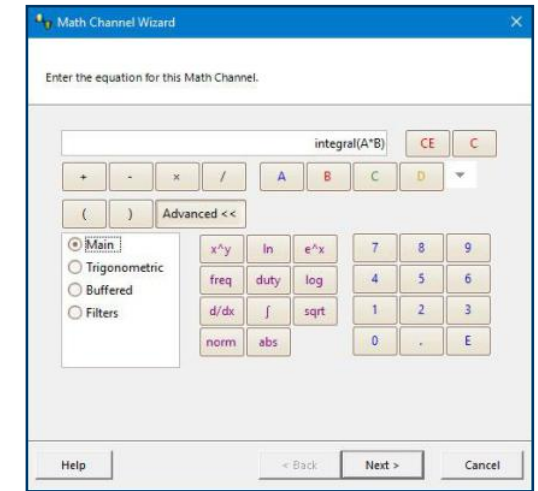 Math Channel Wizard
Enter the equation for this Math Channel.
integral(A*B) CE C
+ - × / A B C D
( ) Advanced <<
Main x^y ln e^x 7 8 9
Trigonometric freq duty log 4 5 6
Buffered d/dx ∫ sqrt 1 2 3
Filters norm abs 0 . E
Help < Back Next > Cancel